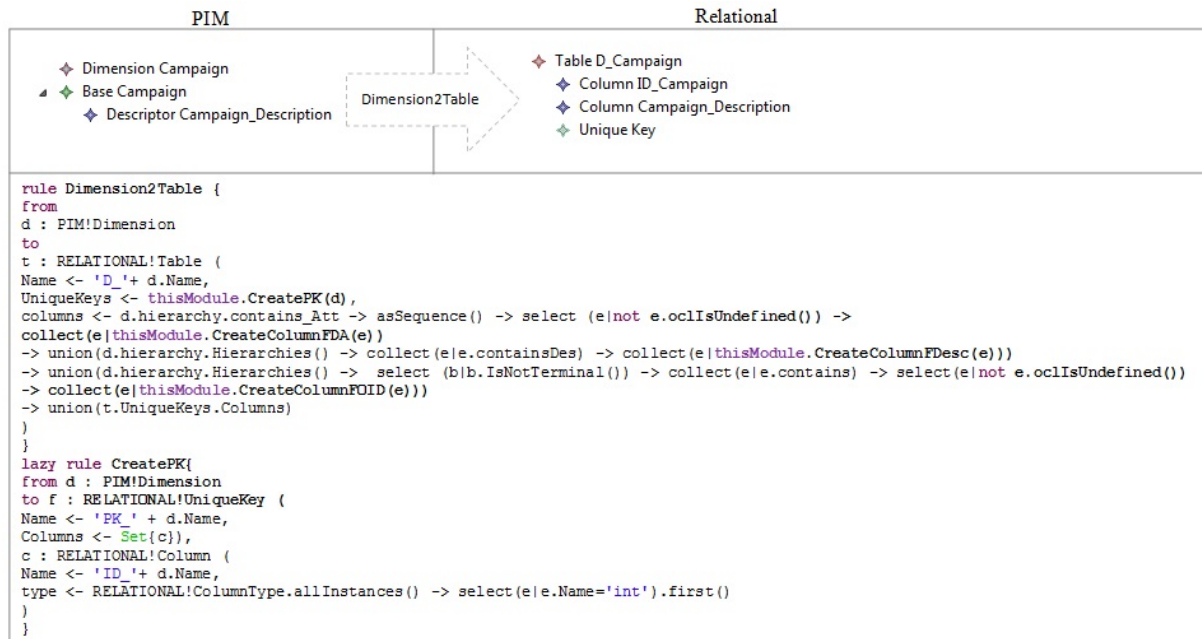 PIM Relational
Dimension Campaign
Base Campaign
Descriptor Campaign_Description
Dimension2Table
Table D_Campaign
Column ID_Campaign
Column Campaign_Description
Unique Key
rule Dimension2Table {
from
d : PIM!Dimension
to
t : RELATIONAL!Table (
Name <- 'D_'+ d.Name,
UniqueKeys <- thisModule.CreatePK(d),
columns <- d.hierarchy.contains_Att -> asSequence() -> select (e|not e.oclIsUndefined()) ->
collect(e|thisModule.CreateColumnFDA(e))
-> union(d.hierarchy.Hierarchies() -> collect(e|e.containsDes) -> collect(e|thisModule.CreateColumnFDesc(e)))
-> union(d.hierarchy.Hierarchies() -> select (b|b.IsNotTerminal()) -> collect(e|e.contains) -> select(e|not e.oclIsUndefined())
-> collect(e|thisModule.CreateColumnFOID(e)))
-> union(t.UniqueKeys.Columns)
)
}
lazy rule CreatePK{
from d : PIM!Dimension
to f : RELATIONAL!UniqueKey (
Name <- 'PK_' + d.Name,
Columns <- Set{c}),
c : RELATIONAL!Column (
Name <- 'ID_'+ d.Name,
type <- RELATIONAL!ColumnType.allInstances() -> select(e|e.Name='int').first()
)
}